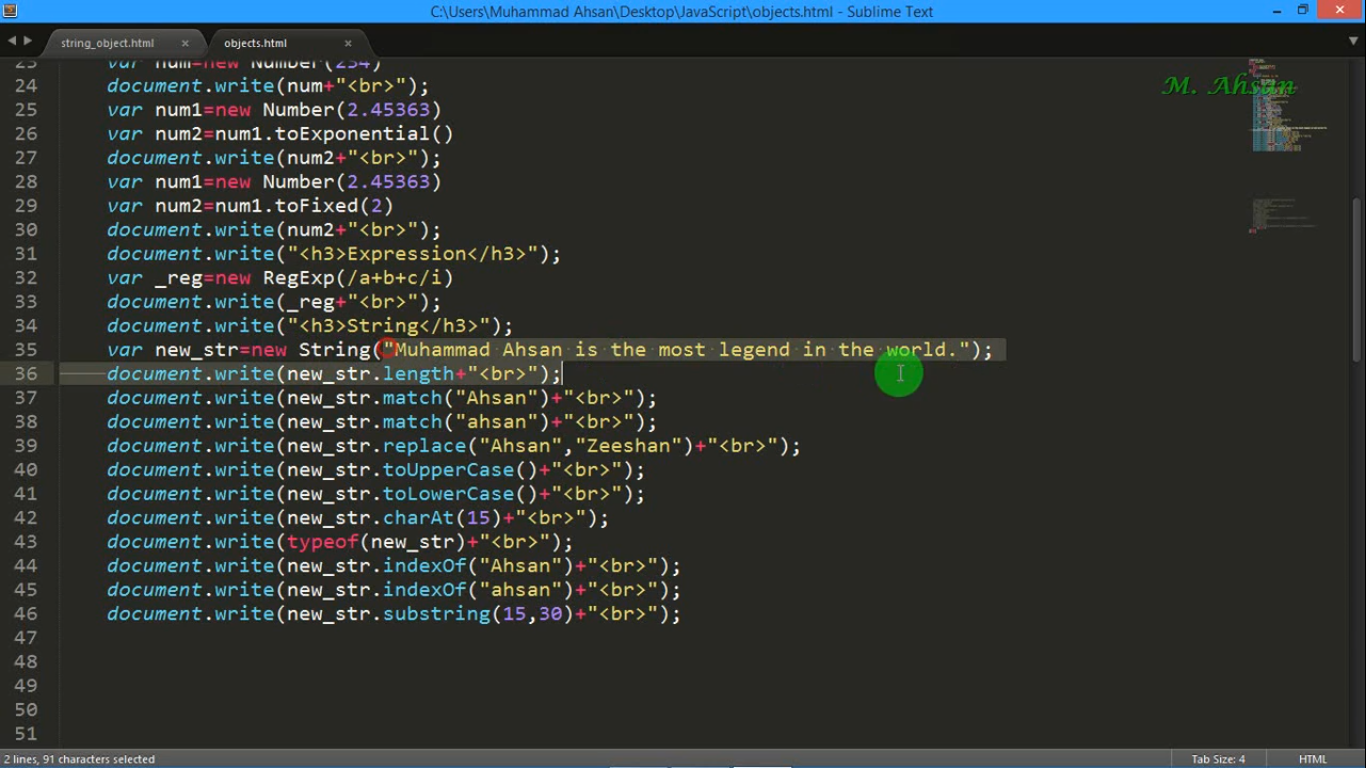 C:\Users\Muhammad Ahsan\Desktop\JavaScript\objects.html - Sublime Text
string_object.html × objects.html ×
M. Ahsan
23 var num=new Number(234)
24 document.write(num+"<br>");
25 var num1=new Number(2.45363)
26 var num2=num1.toExponential()
27 document.write(num2+"<br>");
28 var num1=new Number(2.45363)
29 var num2=num1.toFixed(2)
30 document.write(num2+"<br>");
31 document.write("<h3>Expression</h3>");
32 var _reg=new RegExp(/a+b+c/i)
33 document.write(_reg+"<br>");
34 document.write("<h3>String</h3>");
35 var new_str=new String("Muhammad Ahsan is the most legend in the world.");
36 document.write(new_str.length+"<br>");
37 document.write(new_str.match("Ahsan")+"<br>");
38 document.write(new_str.match("ahsan")+"<br>");
39 document.write(new_str.replace("Ahsan","Zeeshan")+"<br>");
40 document.write(new_str.toUpperCase()+"<br>");
41 document.write(new_str.toLowerCase()+"<br>");
42 document.write(new_str.charAt(15)+"<br>");
43 document.write(typeof(new_str)+"<br>");
44 document.write(new_str.indexOf("Ahsan")+"<br>");
45 document.write(new_str.indexOf("ahsan")+"<br>");
46 document.write(new_str.substring(15,30)+"<br>");
47
48
49
50
51
2 lines, 91 characters selected Tab Size: 4 HTML